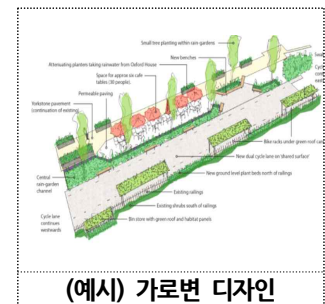 Small tree planting within rain-gardens
New benches
Attenuating planters taking rainwater from Oxford House
Space for approx six cafe
tables (30 people)
Permeable paving
Yorkstone pavement
(continuation of existing)
Cycle
Bike racks under green roof
New dual cycle lane on 'shared surface'
New ground level plant beds north of railings
Central
rain-garden
channel
Existing railings
Existing shrubs south of railings
Cycle lane
continues
westwards
Bin store with green roof and habitat panels
(예시) 가로변 디자인